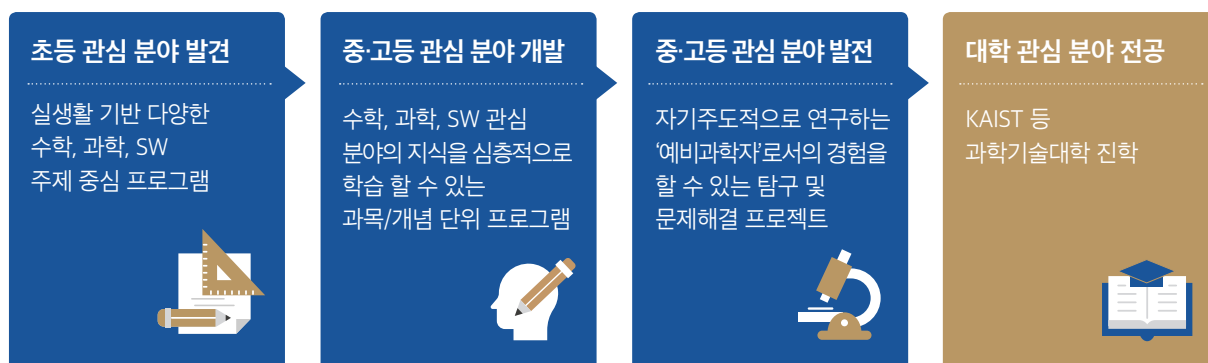 초등 관심 분야 발견
실생활 기반 다양한
수학, 과학, SW
주제 중심 프로그램
중·고등 관심 분야 개발
수학, 과학, SW 관심
분야의 지식을 심층적으로
학습 할 수 있는
과목/개념 단위 프로그램
중·고등 관심 분야 발전
자기주도적으로 연구하는
‘예비과학자’로서의 경험을
할 수 있는 탐구 및
문제해결 프로젝트
대학 관심 분야 전공
KAIST 등
과학기술대학 진학